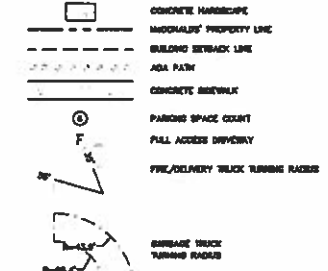 CONCRETE HARDSCAPE
MCDONALDS' PROPERTY LINE
BUILDING SETBACK LINE
ADA PATH
CONCRETE SIDEWALK
PARKING SPACE COUNT
F
FULL ACCESS DRIVEWAY
FIRE/DELIVERY TRUCK TURNING RADIUS
GARBAGE TRUCK
TURNING RADIUS